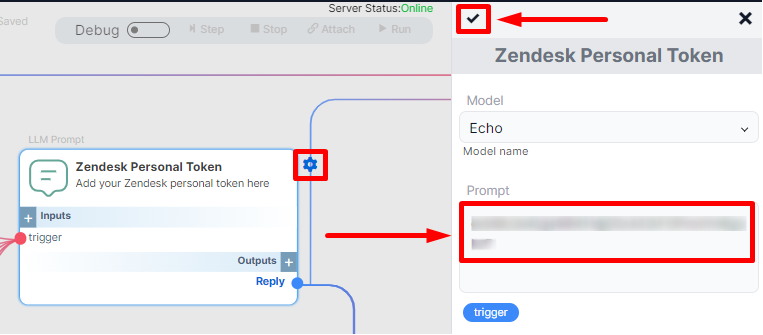 Saved
Server Status:Online
Debug
Step
Stop
Attach
Run
LLM Prompt
Zendesk Personal Token
Add your Zendesk personal token here
Inputs
trigger
Outputs
Reply
Zendesk Personal Token
Model
Echo
Model name
Prompt
trigger